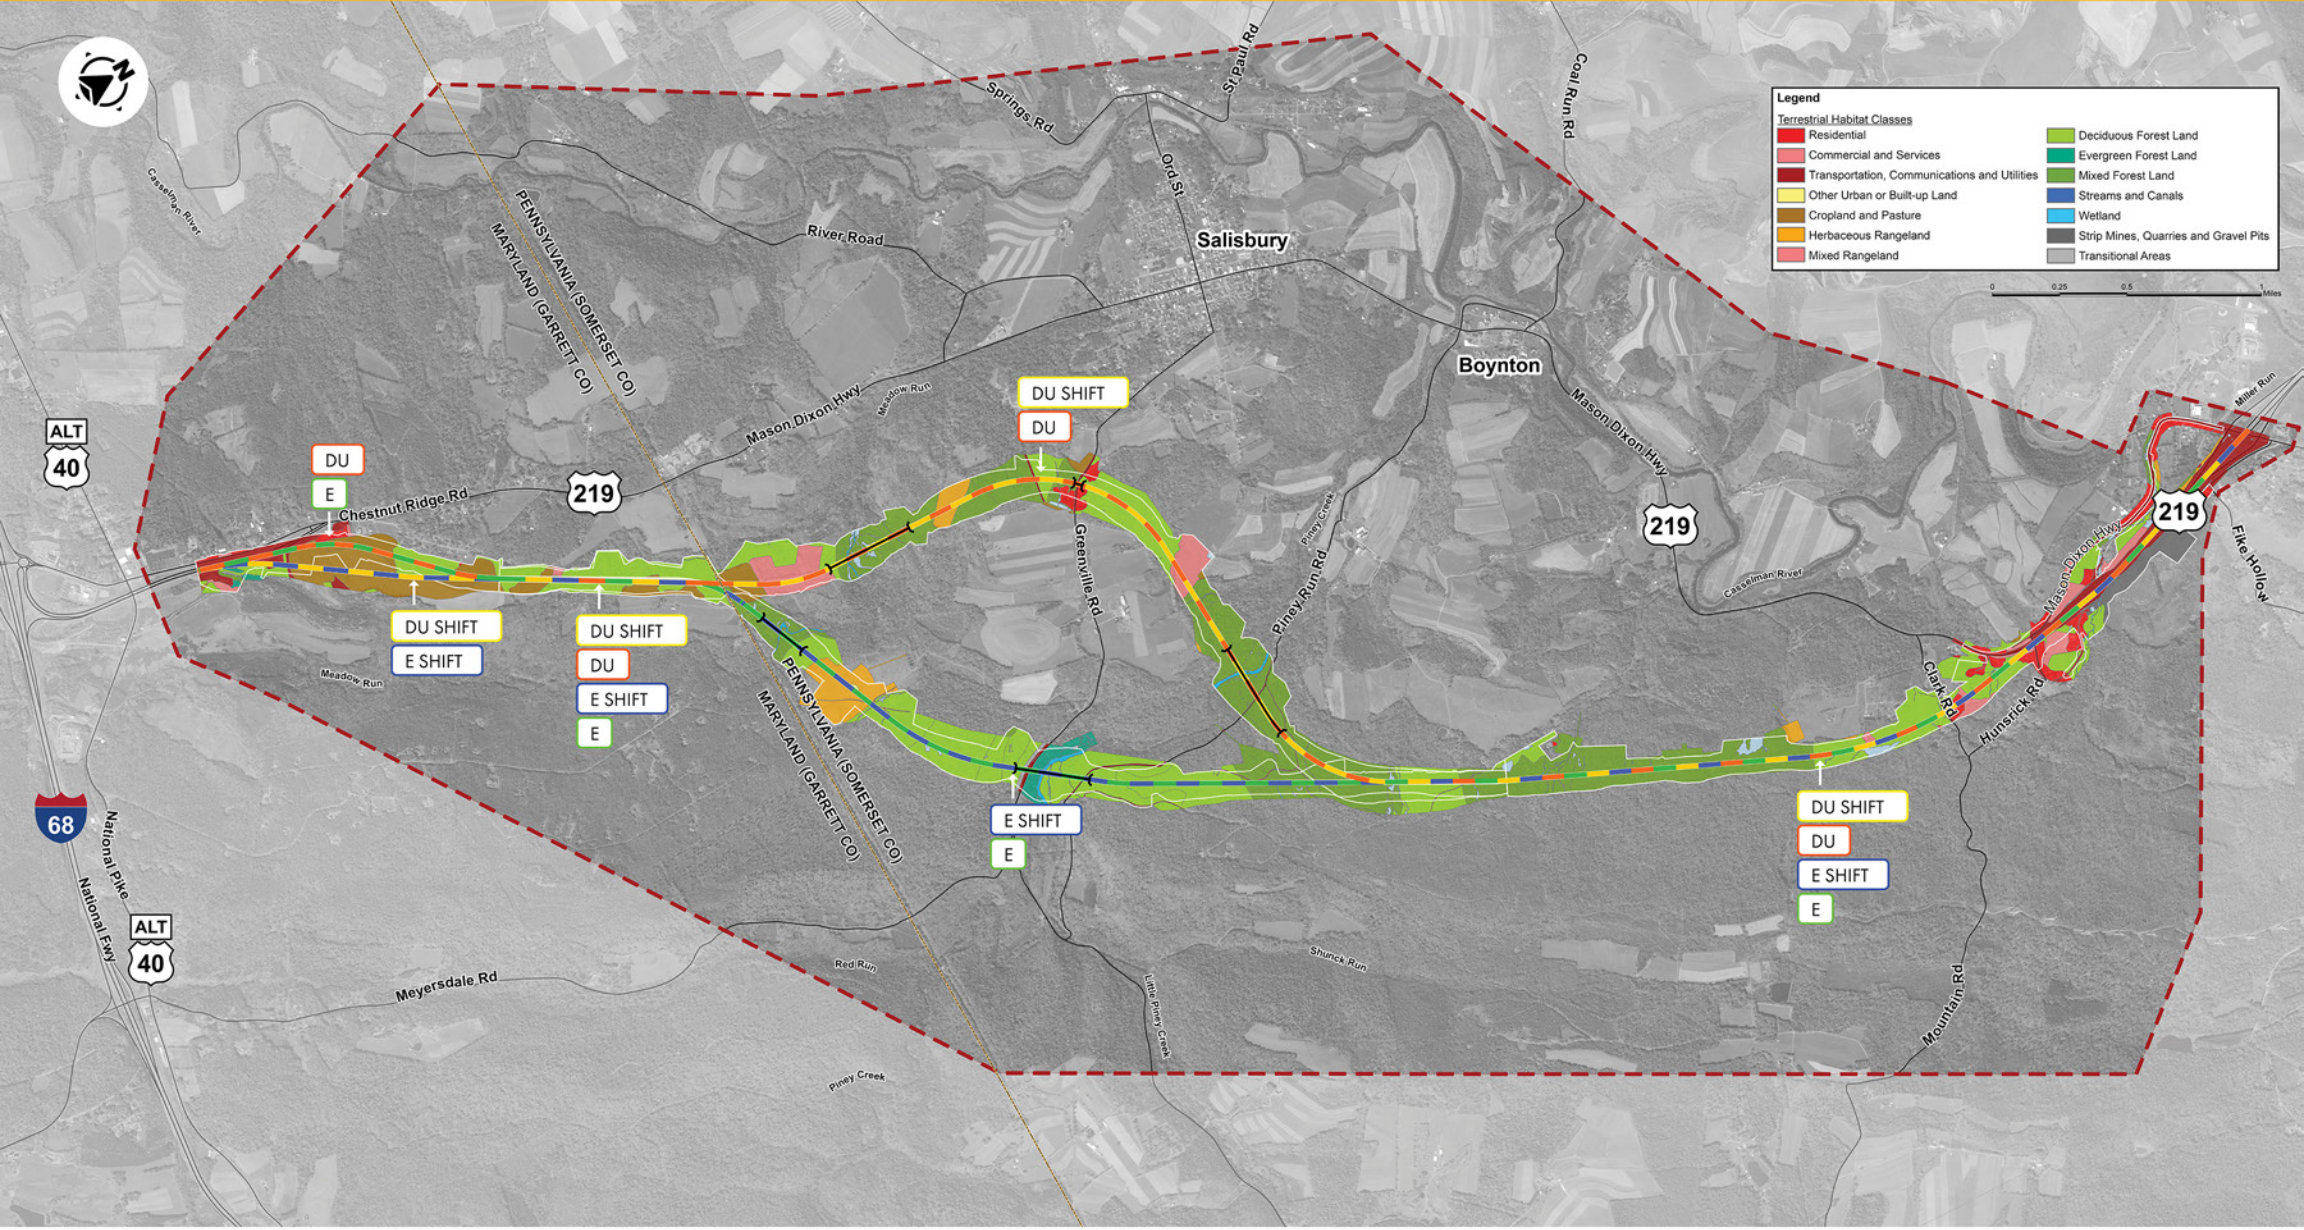 N
Springs Rd
St Paul Rd
Coal Run Rd
Legend
Terrestrial Habitat Classes
Residential
Commercial and Services
Transportation, Communications and Utilities
Other Urban or Built-up Land
Cropland and Pasture
Herbaceous Rangeland
Mixed Rangeland
Deciduous Forest Land
Evergreen Forest Land
Mixed Forest Land
Streams and Canals
Wetland
Strip Mines, Quarries and Gravel Pits
Transitional Areas
0 0.25 0.5 1
Miles
Casselman River
PENNSYLVANIA (SOMERSET CO)
MARYLAND (GARRETT CO)
River Road
Ord St
Salisbury
Boynton
Mason Dixon Hwy
Meadow Run
Mason Dixon Hwy
Miller Run
ALT
40
DU SHIFT
DU
DU
E
Chestnut Ridge Rd
219
219
219
Mason Dixon Hwy
Fike Hollow
Greenville Rd
Piney Creek
Piney Run Rd
Casselman River
DU SHIFT
E SHIFT
DU SHIFT
DU
E SHIFT
E
Meadow Run
PENNSYLVANIA (SOMERSET CO)
MARYLAND (GARRETT CO)
Clark Rd
Hunsrick Rd
E SHIFT
E
DU SHIFT
DU
E SHIFT
E
68
National Pike
National Fwy
ALT
40
Meyersdale Rd
Red Run
Piney Creek
Little Piney Creek
Shunck Run
Mountain Rd